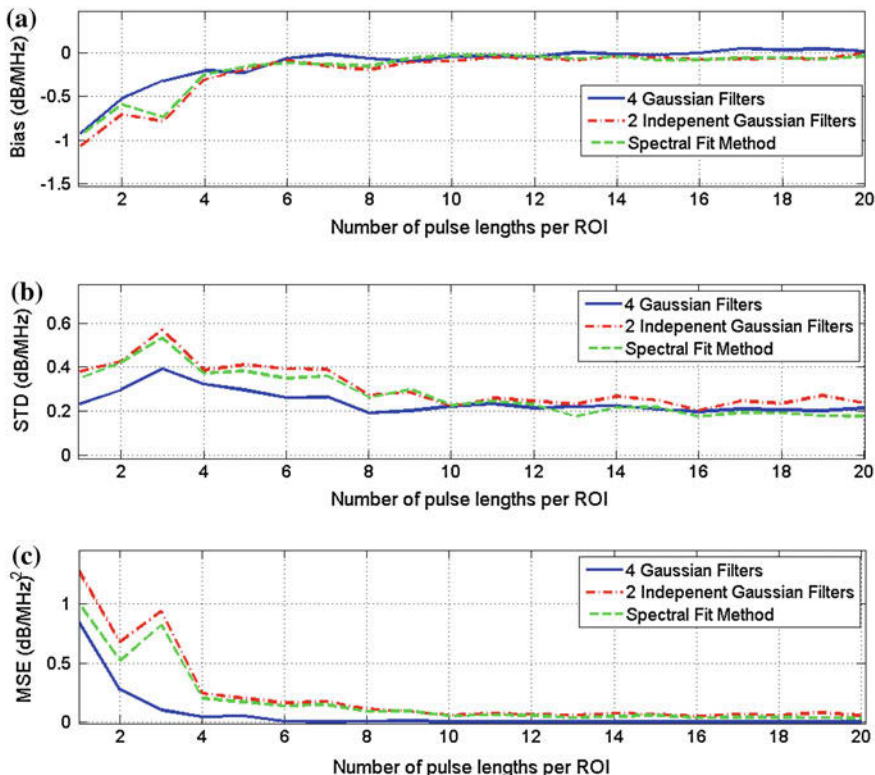 (a)
0
-0.5
-1
-1.5
Bias (dB/MHz)
4 Gaussian Filters
2 Indepenent Gaussian Filters
Spectral Fit Method
2 4 6 8 10 12 14 16 18 20
Number of pulse lengths per ROI
(b)
0.6
0.4
0.2
0
STD (dB/MHz)
4 Gaussian Filters
2 Indepenent Gaussian Filters
Spectral Fit Method
2 4 6 8 10 12 14 16 18 20
Number of pulse lengths per ROI
(c)
1
0.5
0
MSE (dB/MHz)²
4 Gaussian Filters
2 Indepenent Gaussian Filters
Spectral Fit Method
2 4 6 8 10 12 14 16 18 20
Number of pulse lengths per ROI